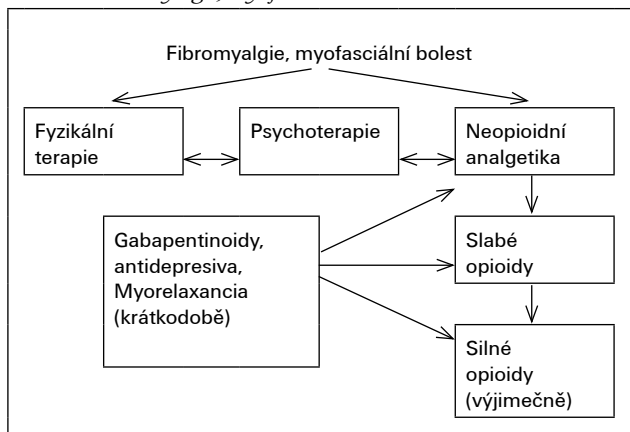 Fibromyalgie, myofasciální bolest
Fyzikální
terapie
Psychoterapie
Neopioidní
analgetika
Gabapentinoidy,
antidepresiva,
Myorelaxancia
(krátkodobě)
Slabé
opioidy
Silné
opioidy
(výjimečně)